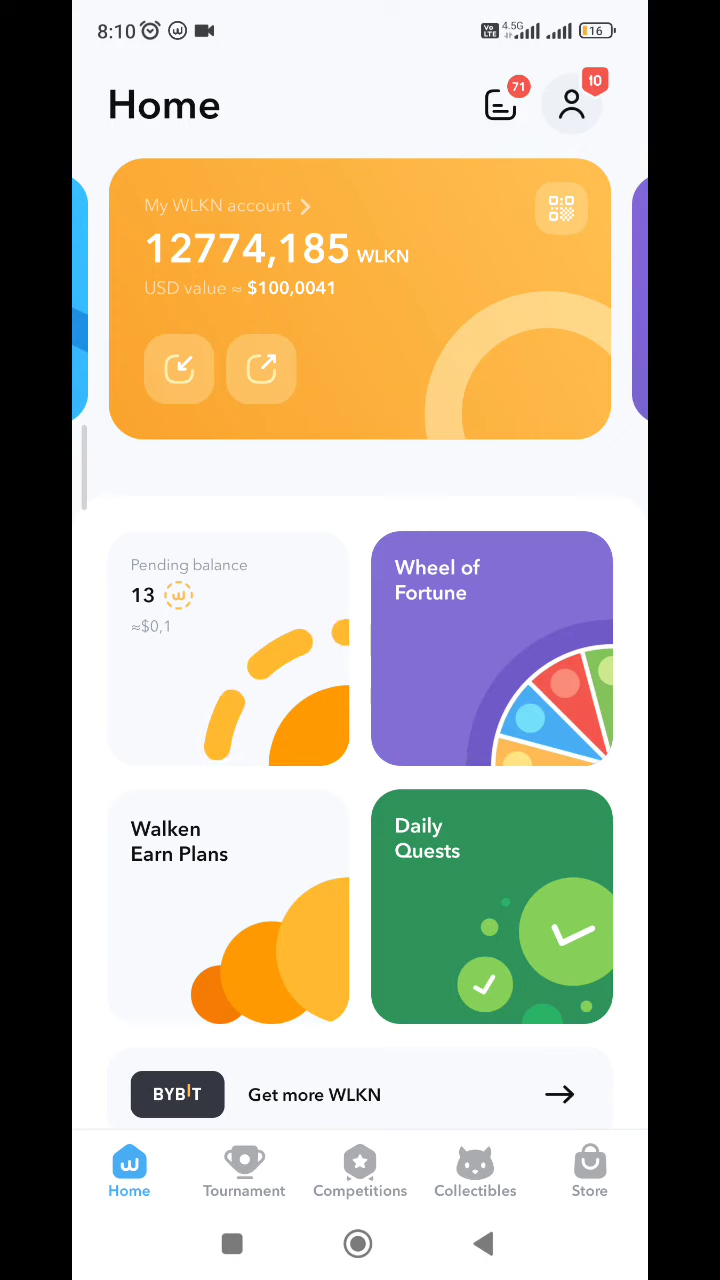 8:10 Vo LTE 4.5G 16
Home 71 10
My WLKN account
12774,185 WLKN
USD value ≈ $100,0041
Pending balance
13
≈$0,1
Wheel of
Fortune
Walken
Earn Plans
Daily
Quests
BYBIT Get more WLKN
Home Tournament Competitions Collectibles Store